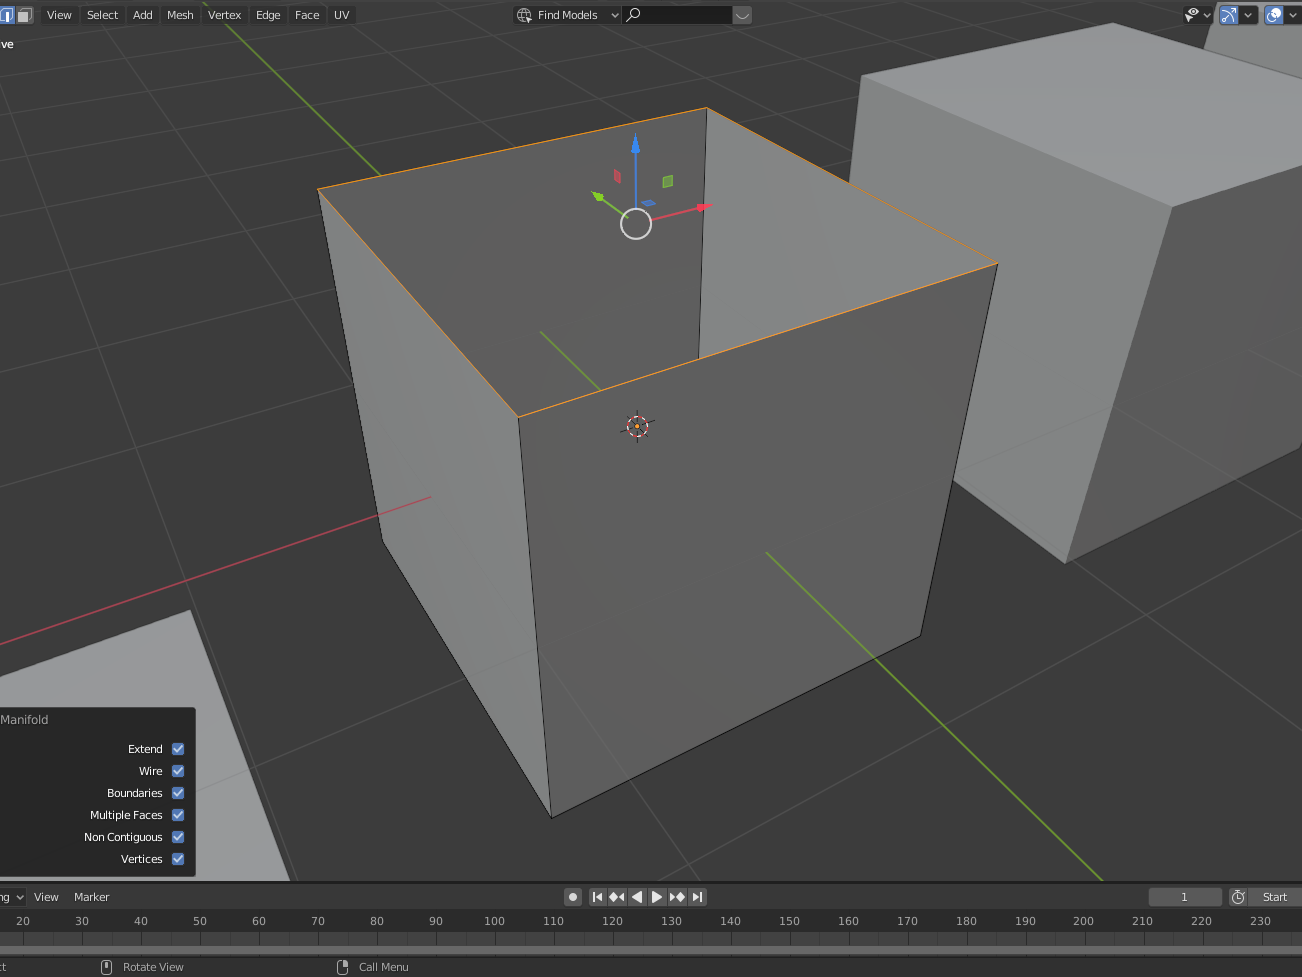 View Select Add Mesh Vertex Edge Face UV Find Models
ve
Manifold
Extend
Wire
Boundaries
Multiple Faces
Non Contiguous
Vertices
ng View Marker 1 Start
20 30 40 50 60 70 80 90 100 110 120 130 140 150 160 170 180 190 200 210 220 230
ct Rotate View Call Menu